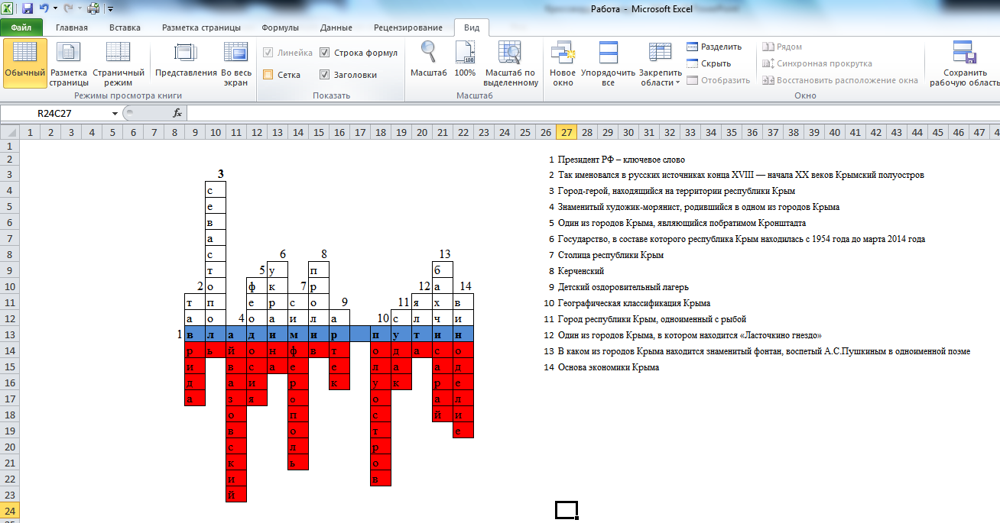 Работа - Microsoft Excel
Файл Главная Вставка Разметка страницы Формулы Данные Рецензирование Вид
Обычный Разметка страницы Страничный режим Представления Во весь экран
Режимы просмотра книги
Линейка Строка формул
Сетка Заголовки
Показать
Масштаб 100% Масштаб по выделенному
Масштаб
Новое окно Упорядочить все Закрепить области
Разделить
Скрыть
Отобразить
Рядом
Синхронная прокрутка
Восстановить расположение окна
Окно
Сохранить рабочую область
R24C27 fx
1 2 3 4 5 6 7 8 9 10 11 12 13 14 15 16 17 18 19 20 21 22 23 24 25 26 27 28 29 30 31 32 33 34 35 36 37 38 39 40 41 42 43 44 45 46 47
1
2 1 Президент РФ – ключевое слово
3 3 2 Так именовался в русских источниках конца XVIII — начала XX веков Крымский полуостров
4 с 3 Город-герой, находящийся на территории республики Крым
5 е 4 Знаменитый художик-морянист, родившийся в одном из городов Крыма
6 в 5 Один из городов Крыма, являющийся побратимом Кронштадта
7 а 6 Государство, в составе которого республика Крым находилась с 1954 года до марта 2014 года
8 с 6 8 13 7 Столица республики Крым
9 т 5 у п б 8 Керченский
10 2 о ф к 7 р 12 а 14 9 Детский оздоровительный лагерь
11 т п е р с о 9 11 я х в 10 Географическая классификация Крыма
12 а о 4 о а и л а 10 с л ч и 11 Город республики Крым, одноименный с рыбой
13 1 в л а д и м и р п у т и н 12 Один из городов Крыма, в котором находится «Ласточкино гнездо»
14 р ь й о н ф в т о д а с о 13 В каком из городов Крыма находится знаменитый фонтан, воспетый А.С.Пушкиным в одноименной поэме
15 и в с а е е л а а д 14 Основа экономики Крыма
16 д а и р к у к р е
17 а з я о о а л
18 о п с й и
19 в о т е
20 с л р
21 к ь о
22 и в
23 й
24